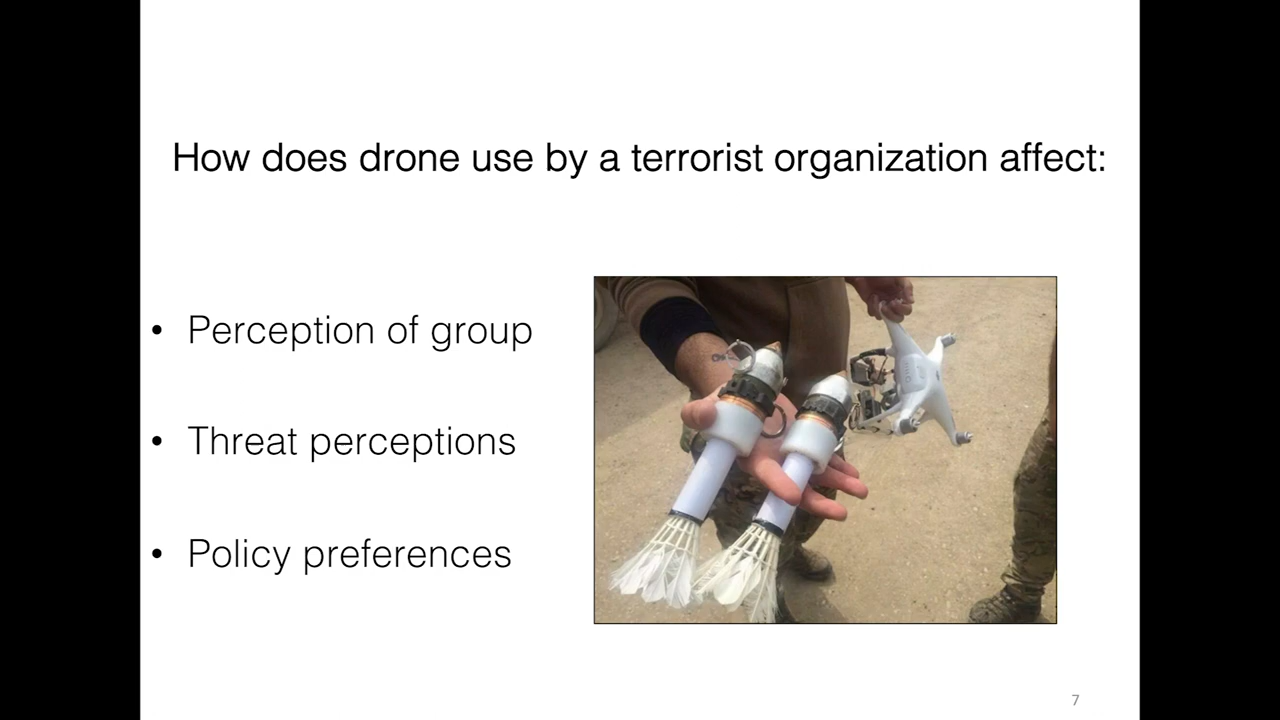 How does drone use by a terrorist organization affect:
• Perception of group
• Threat perceptions
• Policy preferences
7